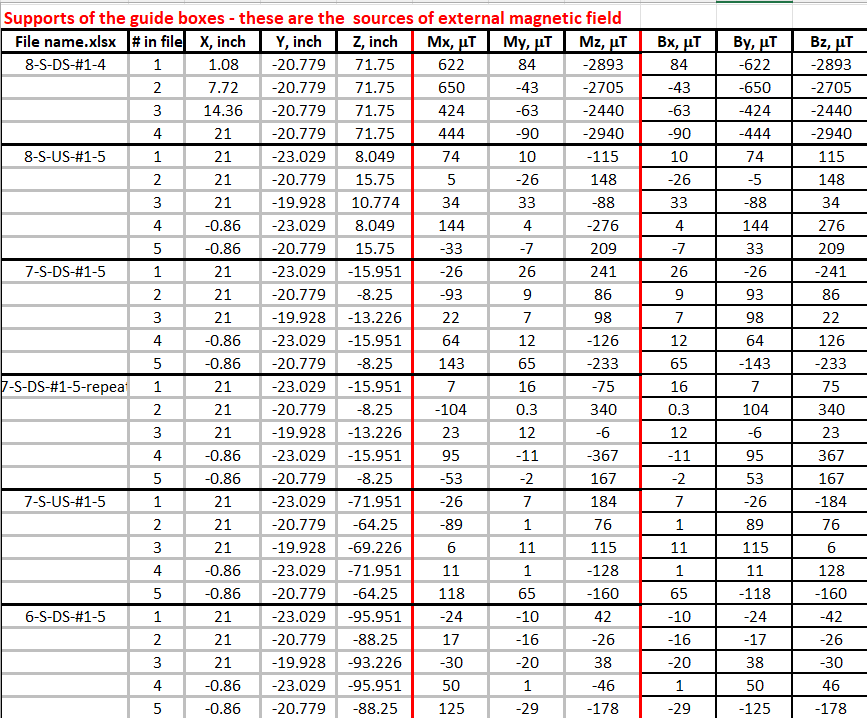 Supports of the guide boxes - these are the sources of external magnetic field
File name.xlsx # in file X, inch Y, inch Z, inch Mx, μT My, μT Mz, μT Bx, μT By, μT Bz, μT
8-S-DS-#1-4 1 1.08 -20.779 71.75 622 84 -2893 84 -622 -2893
2 7.72 -20.779 71.75 650 -43 -2705 -43 -650 -2705
3 14.36 -20.779 71.75 424 -63 -2440 -63 -424 -2440
4 21 -20.779 71.75 444 -90 -2940 -90 -444 -2940
8-S-US-#1-5 1 21 -23.029 8.049 74 10 -115 10 74 115
2 21 -20.779 15.75 5 -26 148 -26 -5 148
3 21 -19.928 10.774 34 33 -88 33 -88 34
4 -0.86 -23.029 8.049 144 4 -276 4 144 276
5 -0.86 -20.779 15.75 -33 -7 209 -7 33 209
7-S-DS-#1-5 1 21 -23.029 -15.951 -26 26 241 26 -26 -241
2 21 -20.779 -8.25 -93 9 86 9 93 86
3 21 -19.928 -13.226 22 7 98 7 98 22
4 -0.86 -23.029 -15.951 64 12 -126 12 64 126
5 -0.86 -20.779 -8.25 143 65 -233 65 -143 -233
7-S-DS-#1-5-repeat 1 21 -23.029 -15.951 7 16 -75 16 7 75
2 21 -20.779 -8.25 -104 0.3 340 0.3 104 340
3 21 -19.928 -13.226 23 12 -6 12 -6 23
4 -0.86 -23.029 -15.951 95 -11 -367 -11 95 367
5 -0.86 -20.779 -8.25 -53 -2 167 -2 53 167
7-S-US-#1-5 1 21 -23.029 -71.951 -26 7 184 7 -26 -184
2 21 -20.779 -64.25 -89 1 76 1 89 76
3 21 -19.928 -69.226 6 11 115 11 115 6
4 -0.86 -23.029 -71.951 11 1 -128 1 11 128
5 -0.86 -20.779 -64.25 118 65 -160 65 -118 -160
6-S-DS-#1-5 1 21 -23.029 -95.951 -24 -10 42 -10 -24 -42
2 21 -20.779 -88.25 17 -16 -26 -16 -17 -26
3 21 -19.928 -93.226 -30 -20 38 -20 38 -30
4 -0.86 -23.029 -95.951 50 1 -46 1 50 46
5 -0.86 -20.779 -88.25 125 -29 -178 -29 -125 -178